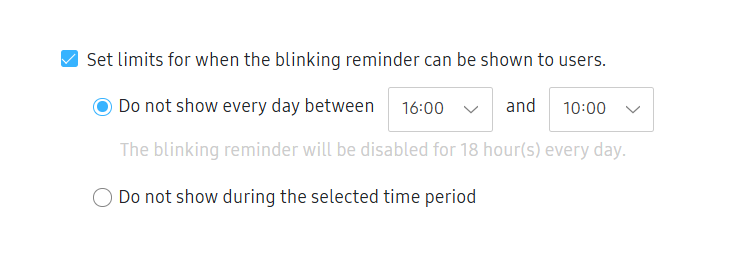 Set limits for when the blinking reminder can be shown to users.
Do not show every day between 16:00 and 10:00
The blinking reminder will be disabled for 18 hour(s) every day.
Do not show during the selected time period